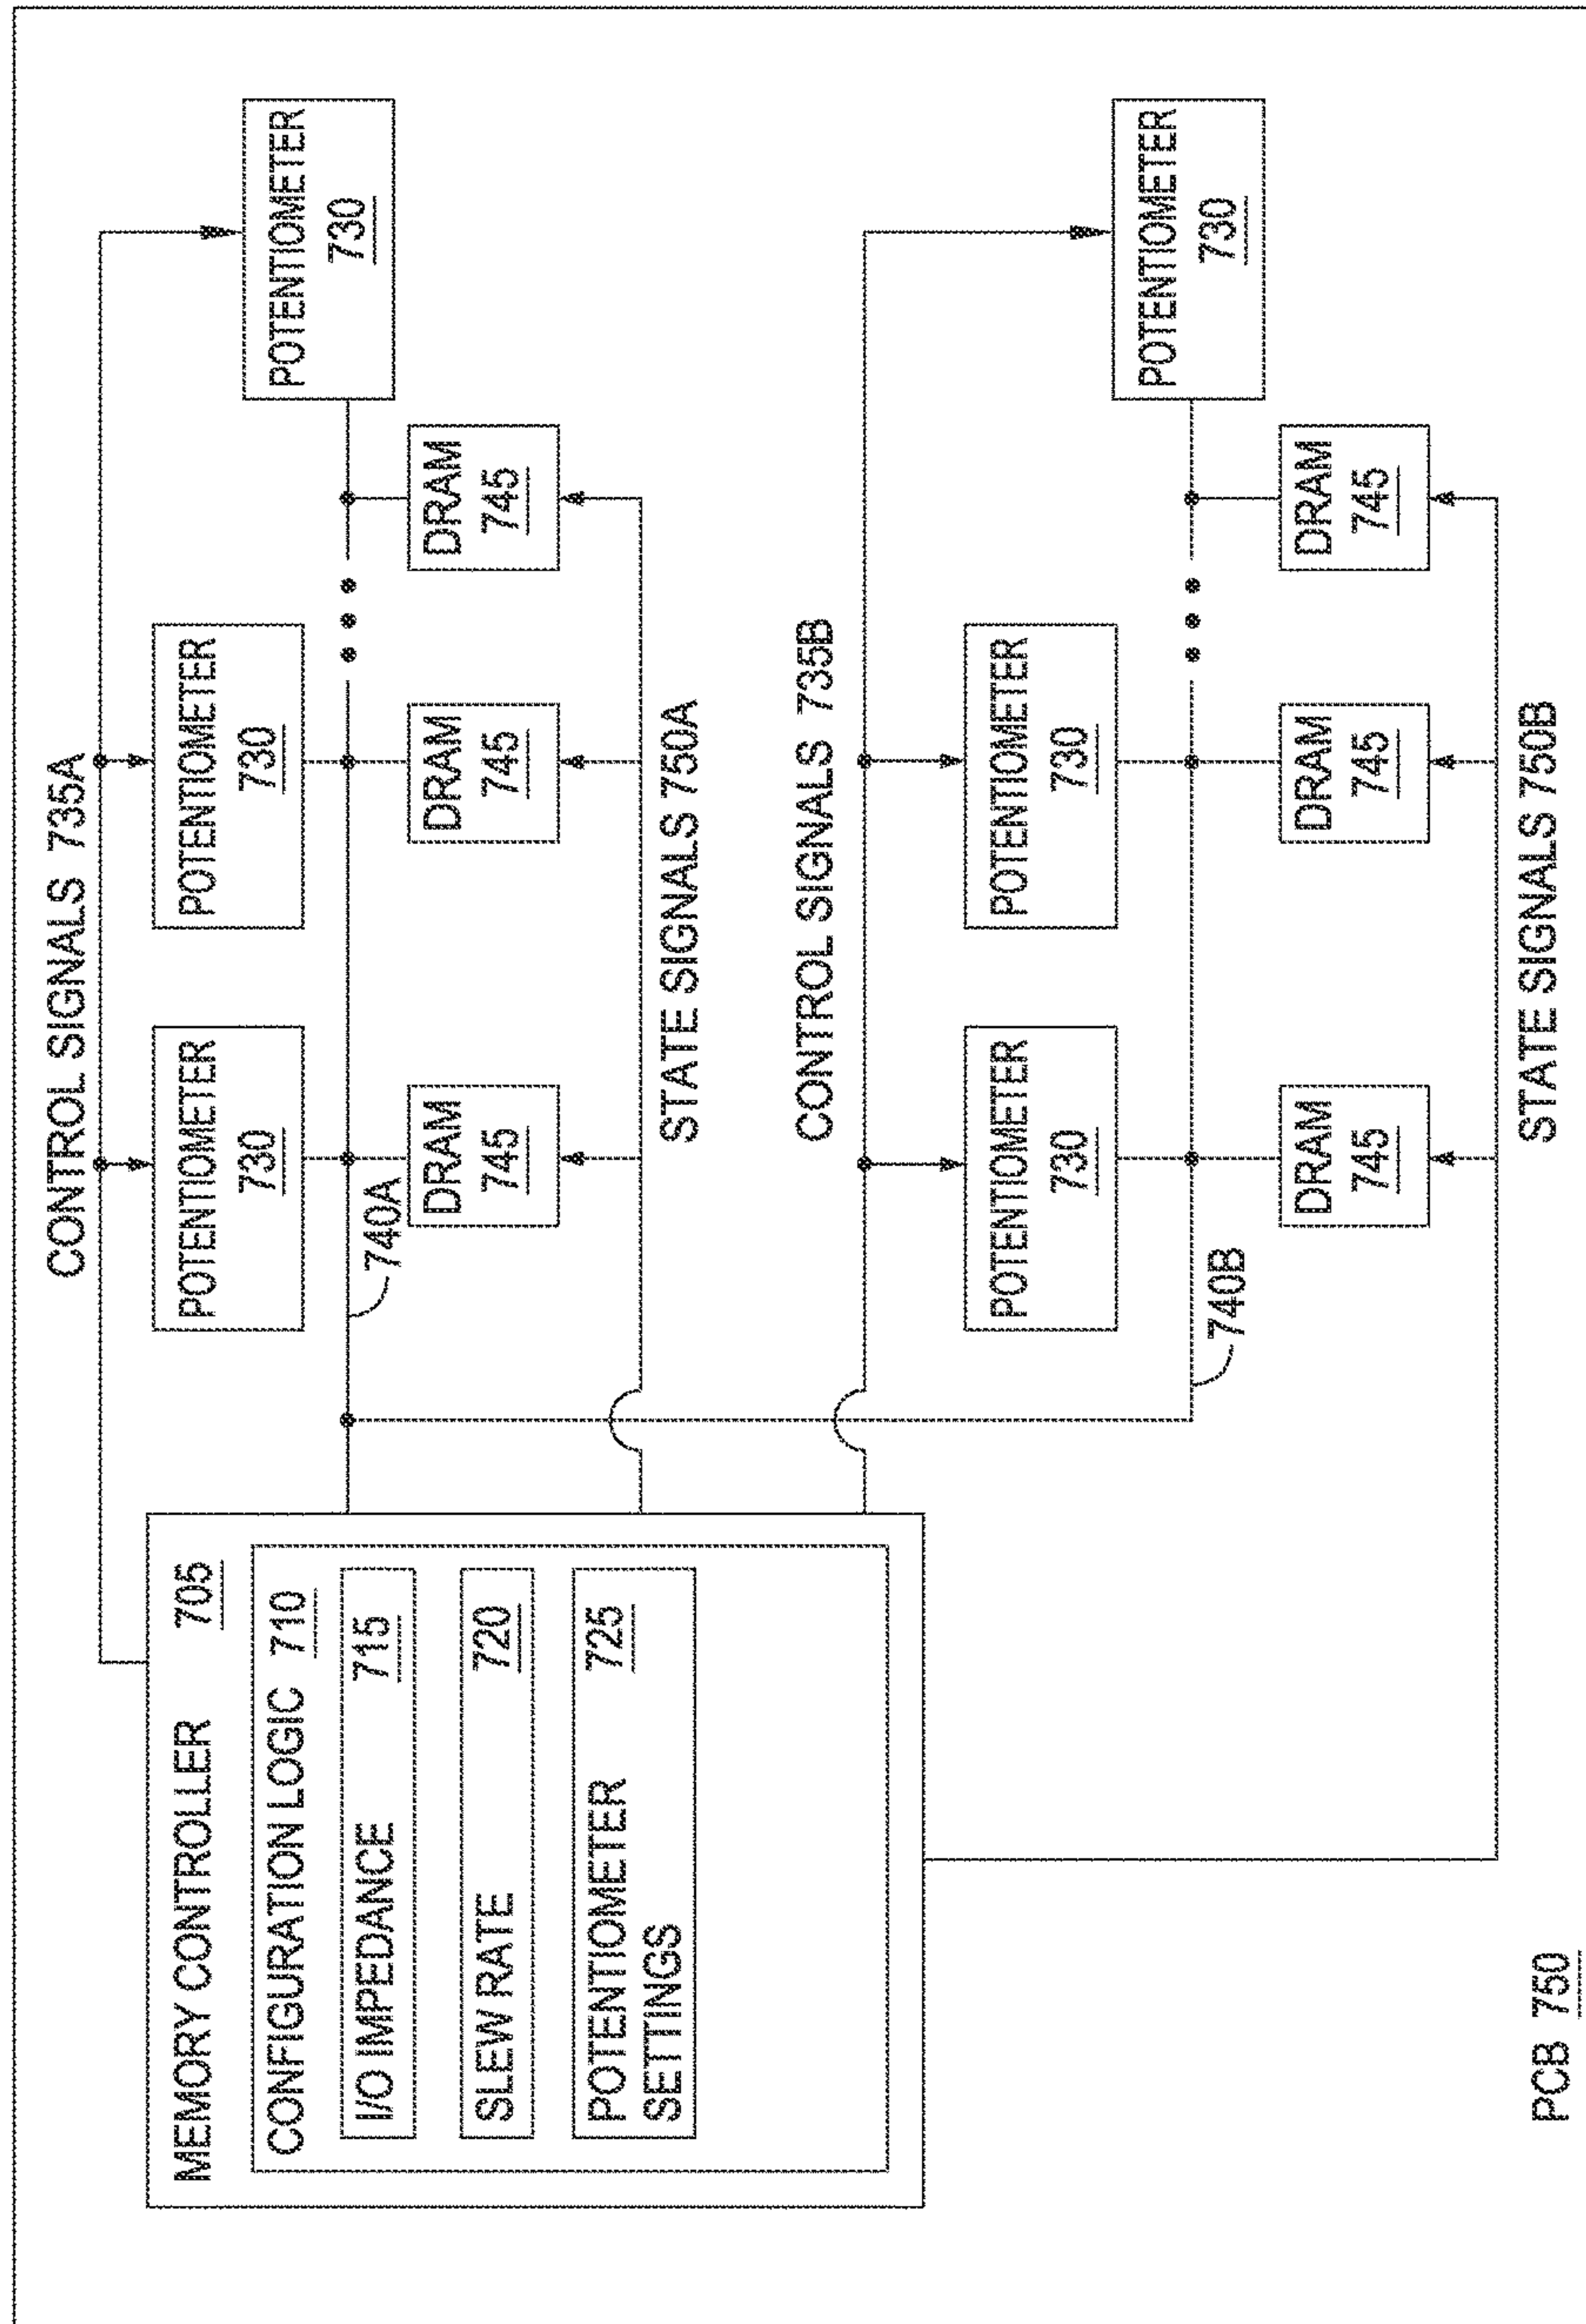 CONTROL SIGNALS 735A
MEMORY CONTROLLER 705
CONFIGURATION LOGIC 710
I/O IMPEDANCE 715
SLEW RATE 720
POTENTIOMETER 725
SETTINGS
POTENTIOMETER
730
POTENTIOMETER
730
POTENTIOMETER
730
740A
DRAM
745
DRAM
745
DRAM
745
STATE SIGNALS 750A
CONTROL SIGNALS 735B
POTENTIOMETER
730
POTENTIOMETER
730
POTENTIOMETER
730
740B
DRAM
745
DRAM
745
DRAM
745
STATE SIGNALS 750B
PCB 750